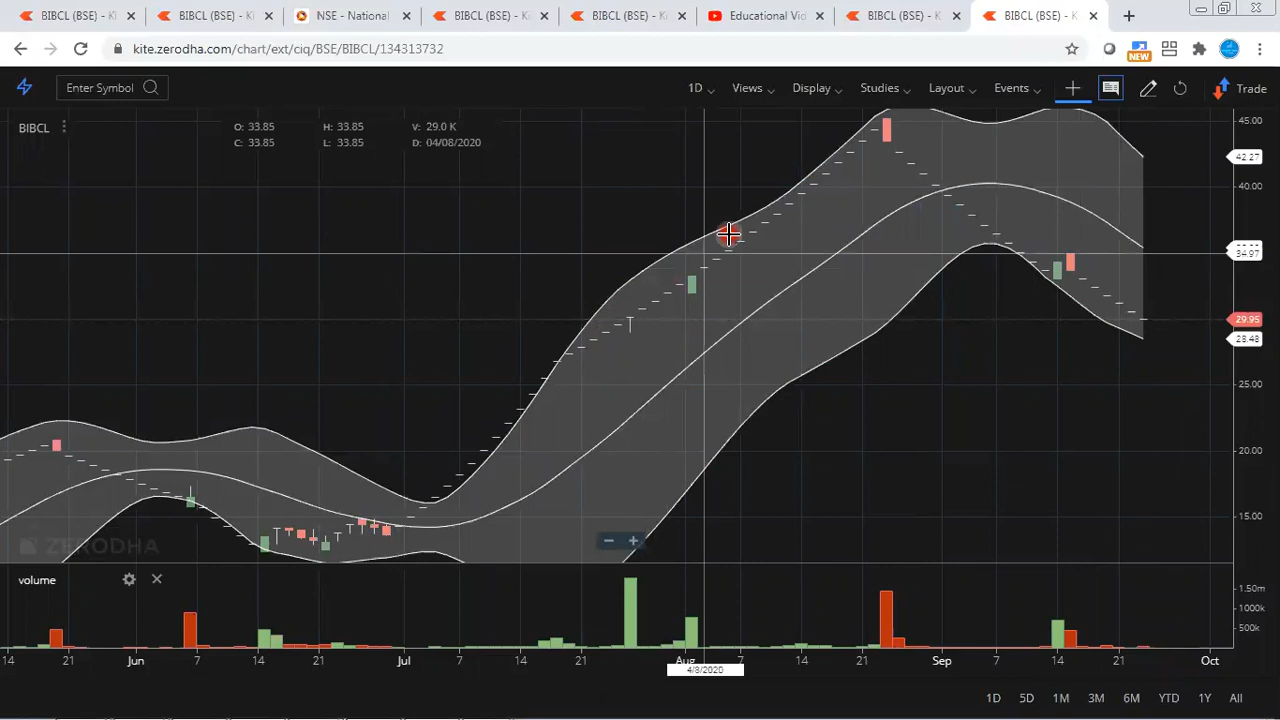 BIBCL (BSE) - Ki
BIBCL (BSE) - Ki
NSE - National
BIBCL (BSE) - Ki
BIBCL (BSE) - Ki
Educational Vid
BIBCL (BSE) - Ki
BIBCL (BSE) - K
kite.zerodha.com/chart/ext/ciq/BSE/BIBCL/134313732
NEW
Enter Symbol
1D
Views
Display
Studies
Layout
Events
Trade
BIBCL
O: 33.85
H: 33.85
V: 29.0 K
C: 33.85
L: 33.85
D: 04/08/2020
45.00
42.27
40.00
34.97
29.95
28.48
25.00
20.00
15.00
ZERODHA
volume
1.50m
1000k
500k
14
21
Jun
7
14
21
Jul
7
14
21
Aug
7
14
21
Sep
7
14
21
Oct
4/8/2020
1D
5D
1M
3M
6M
YTD
1Y
All